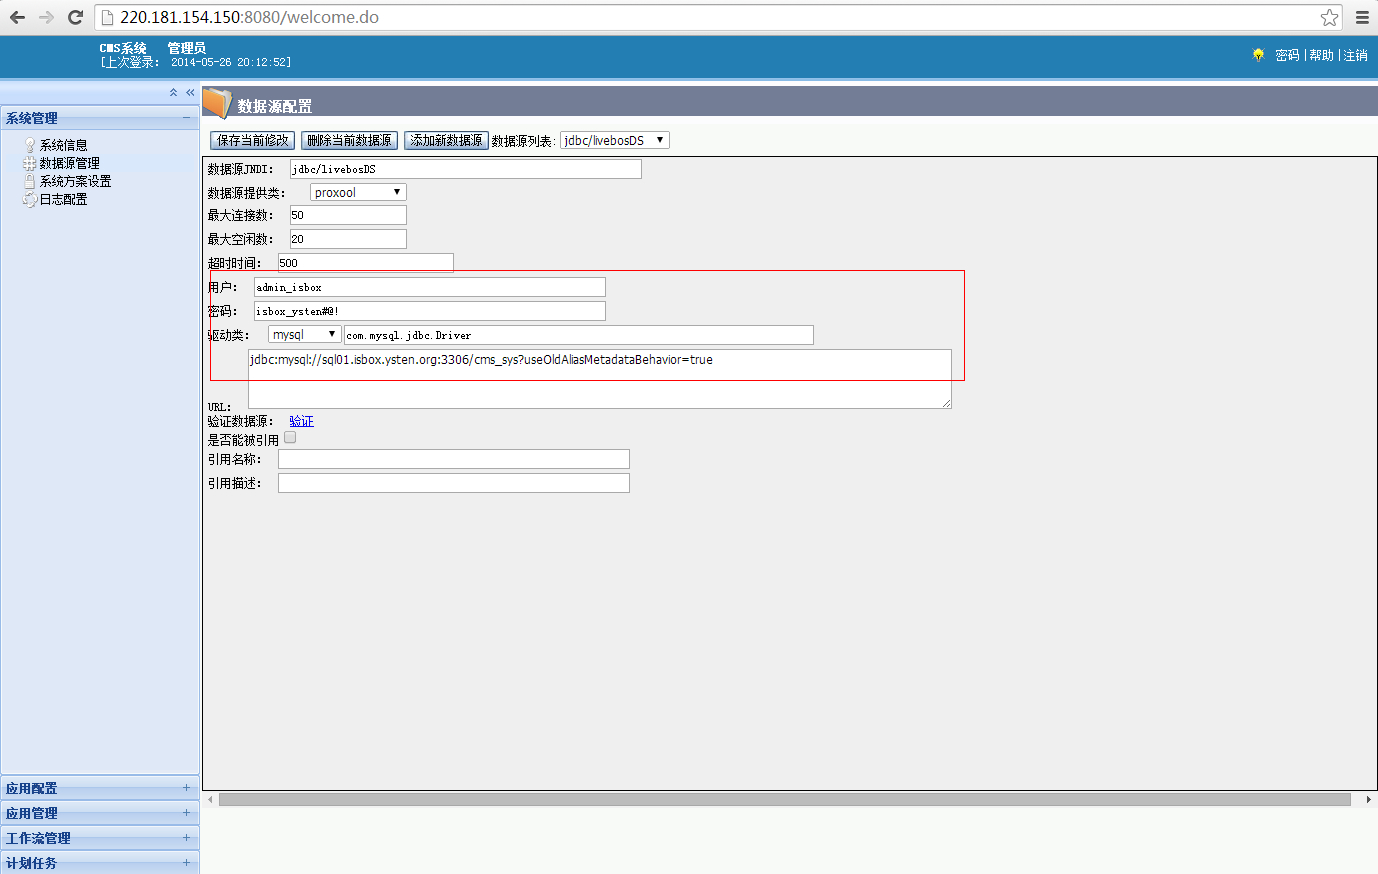 220.181.154.150:8080/welcome.do
CMS系统 管理员
[上次登录: 2014-05-26 20:12:52]
密码 | 帮助 | 注销
系统管理
系统信息
数据源管理
系统方案设置
日志配置
数据源配置
保存当前修改 删除当前数据源 添加新数据源 数据源列表: jdbc/livebosDS
数据源JNDI: jdbc/livebosDS
数据源提供类: proxool
最大连接数: 50
最大空闲数: 20
超时时间: 500
用户: admin_isbox
密码: isbox_ysten#@!
驱动类: mysql com.mysql.jdbc.Driver
jdbc:mysql://sql01.isbox.ysten.org:3306/cms_sys?useOldAliasMetadataBehavior=true
URL:
验证数据源: 验证
是否能被引用
引用名称:
引用描述:
应用配置
应用管理
工作流管理
计划任务